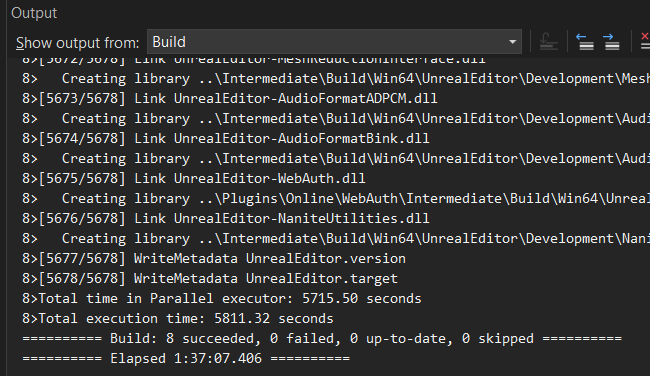 Output
Show output from: Build
8>[5672/5678] Link UnrealEditor-MeshReductionInterface.dll
8>   Creating library ..\Intermediate\Build\Win64\UnrealEditor\Development\Mesh
8>[5673/5678] Link UnrealEditor-AudioFormatADPCM.dll
8>   Creating library ..\Intermediate\Build\Win64\UnrealEditor\Development\Audi
8>[5674/5678] Link UnrealEditor-AudioFormatBink.dll
8>   Creating library ..\Intermediate\Build\Win64\UnrealEditor\Development\Audi
8>[5675/5678] Link UnrealEditor-WebAuth.dll
8>   Creating library ..\Plugins\Online\WebAuth\Intermediate\Build\Win64\Unreal
8>[5676/5678] Link UnrealEditor-NaniteUtilities.dll
8>   Creating library ..\Intermediate\Build\Win64\UnrealEditor\Development\Nani
8>[5677/5678] WriteMetadata UnrealEditor.version
8>[5678/5678] WriteMetadata UnrealEditor.target
8>Total time in Parallel executor: 5715.50 seconds
8>Total execution time: 5811.32 seconds
========== Build: 8 succeeded, 0 failed, 0 up-to-date, 0 skipped ==========
========== Elapsed 1:37:07.406 ==========